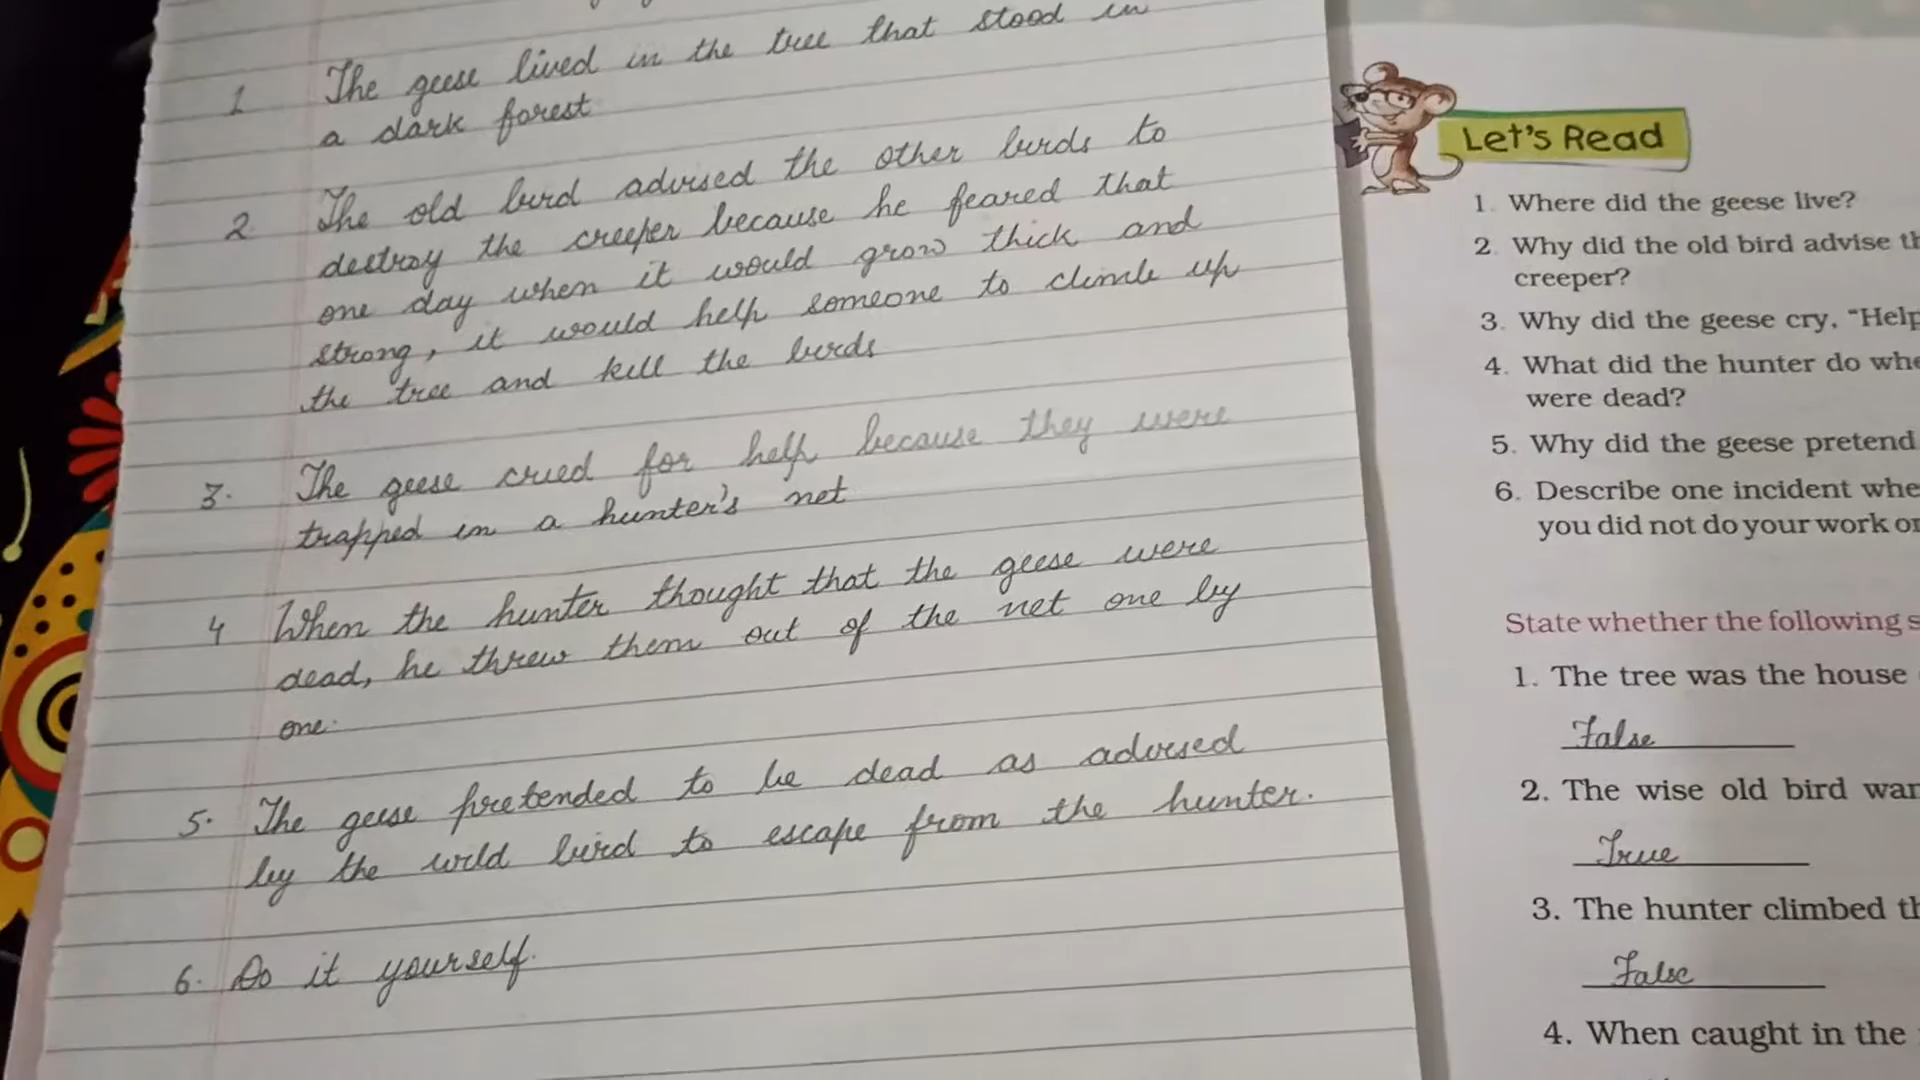 1 The geese lived in the tree that stood in
a dark forest
2 The old bird advised the other birds to
destroy the creeper because he feared that
one day when it would grow thick and
strong, it would help someone to climb up
the tree and kill the birds
3. The geese cried for help because they were
trapped in a hunter's net
4 When the hunter thought that the geese were
dead, he threw them out of the net one by
one.
5. The geese pretended to be dead as advised
by the wild bird to escape from the hunter.
6. Do it yourself.
Let's Read
1. Where did the geese live?
2. Why did the old bird advise th
creeper?
3. Why did the geese cry, "Help
4. What did the hunter do whe
were dead?
5. Why did the geese pretend
6. Describe one incident whe
you did not do your work or
State whether the following s
1. The tree was the house
False
2. The wise old bird war
True
3. The hunter climbed th
False
4. When caught in the